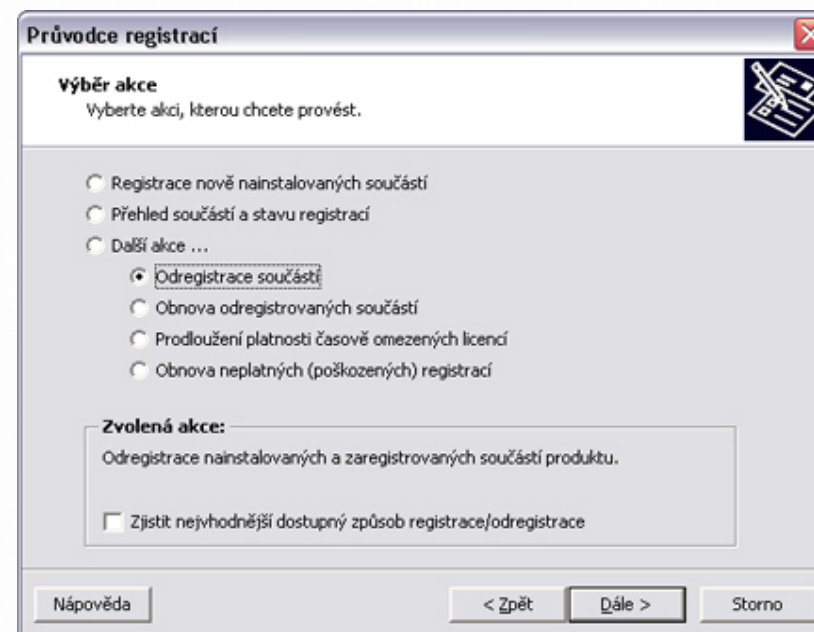 Průvodce registrací
Výběr akce
Vyberte akci, kterou chcete provést.
Registrace nově nainstalovaných součástí
Přehled součástí a stavu registrací
Další akce ...
Odregistrace součástí
Obnova odregistrovaných součástí
Prodloužení platnosti časově omezených licencí
Obnova neplatných (poškozených) registrací
Zvolená akce:
Odregistrace nainstalovaných a zaregistrovaných součástí produktu.
Zjistit nejvhodnější dostupný způsob registrace/odregistrace
Nápověda < Zpět Dále > Storno